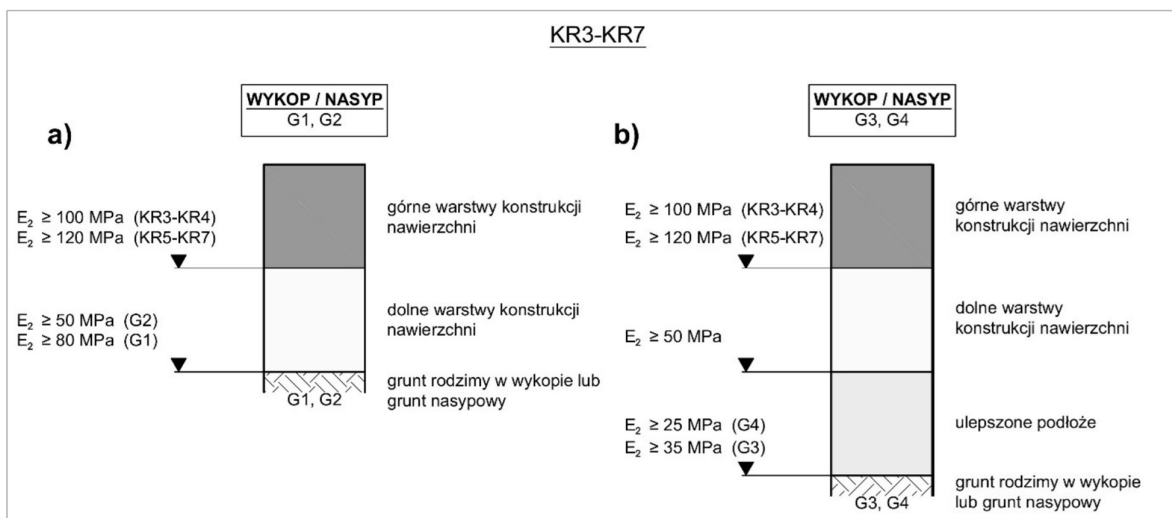 KR3-KR7
a)
WYKOP / NASYP
G1, G2
E₂ ≥ 100 MPa (KR3-KR4)
E₂ ≥ 120 MPa (KR5-KR7)
górne warstwy konstrukcji
nawierzchni
E₂ ≥ 50 MPa (G2)
E₂ ≥ 80 MPa (G1)
dolne warstwy konstrukcji
nawierzchni
G1, G2
grunt rodzimy w wykopie lub
grunt nasypowy
b)
WYKOP / NASYP
G3, G4
E₂ ≥ 100 MPa (KR3-KR4)
E₂ ≥ 120 MPa (KR5-KR7)
górne warstwy
konstrukcji nawierzchni
E₂ ≥ 50 MPa
dolne warstwy
konstrukcji nawierzchni
E₂ ≥ 25 MPa (G4)
E₂ ≥ 35 MPa (G3)
ulepszone podłoże
G3, G4
grunt rodzimy w wykopie
lub grunt nasypowy